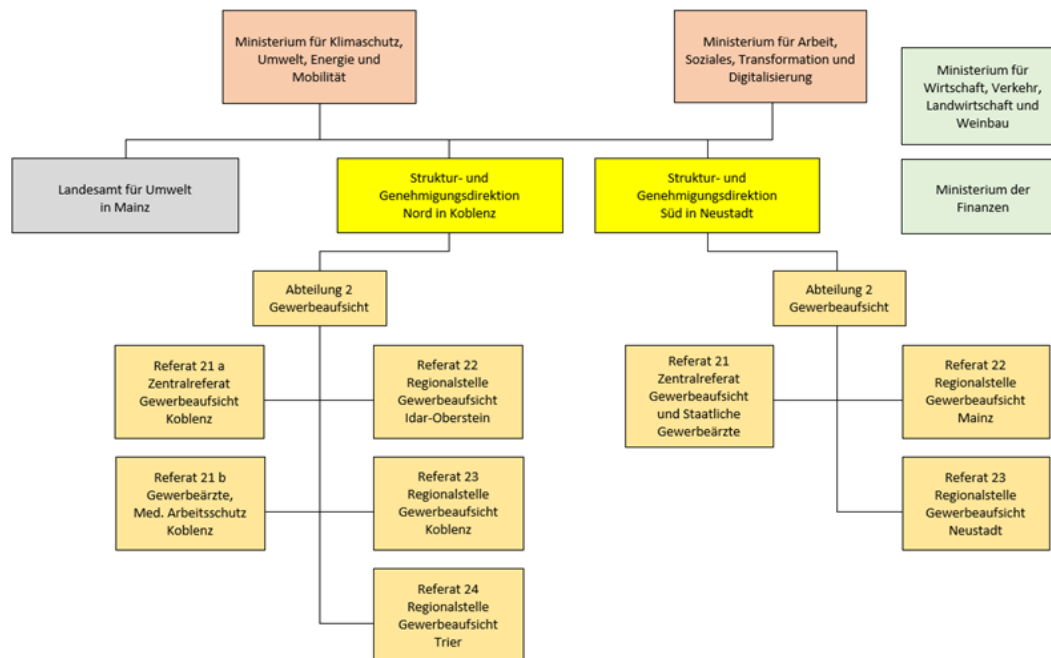 Ministerium für Klimaschutz,
Umwelt, Energie und
Mobilität
Ministerium für Arbeit,
Soziales, Transformation und
Digitalisierung
Ministerium für
Wirtschaft, Verkehr,
Landwirtschaft und
Weinbau
Landesamt für Umwelt
in Mainz
Struktur- und
Genehmigungsdirektion
Nord in Koblenz
Struktur- und
Genehmigungsdirektion
Süd in Neustadt
Ministerium der
Finanzen
Abteilung 2
Gewerbeaufsicht
Abteilung 2
Gewerbeaufsicht
Referat 21 a
Zentralreferat
Gewerbeaufsicht
Koblenz
Referat 22
Regionalstelle
Gewerbeaufsicht
Idar-Oberstein
Referat 21
Zentralreferat
Gewerbeaufsicht
und Staatliche
Gewerbeärzte
Referat 22
Regionalstelle
Gewerbeaufsicht
Mainz
Referat 21 b
Gewerbeärzte,
Med. Arbeitsschutz
Koblenz
Referat 23
Regionalstelle
Gewerbeaufsicht
Koblenz
Referat 23
Regionalstelle
Gewerbeaufsicht
Neustadt
Referat 24
Regionalstelle
Gewerbeaufsicht
Trier